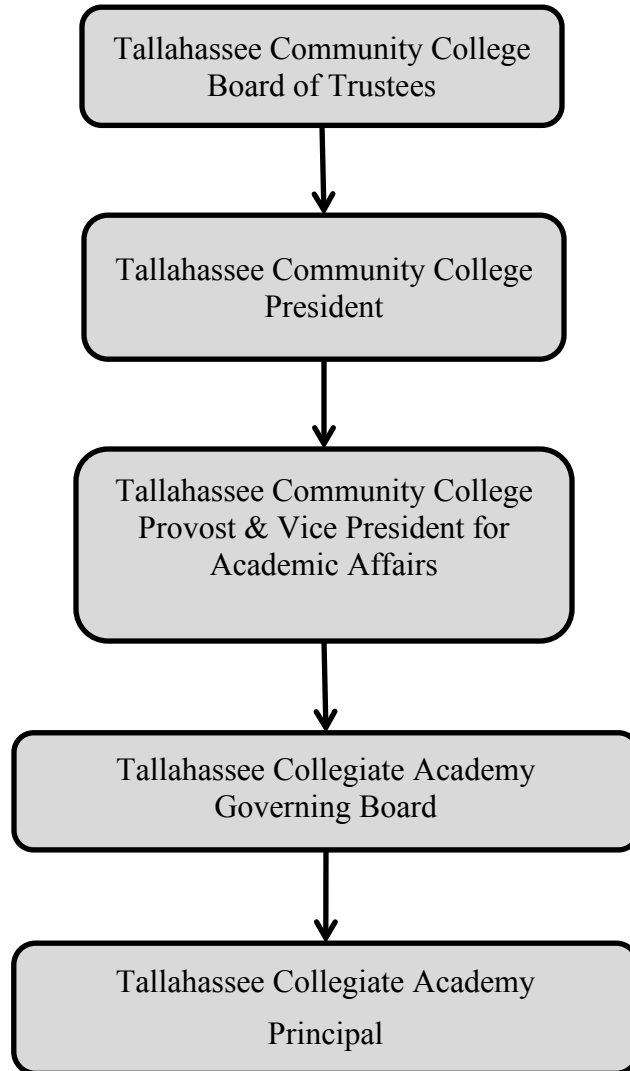 Tallahassee Community College
Board of Trustees
Tallahassee Community College
President
Tallahassee Community College
Provost & Vice President for
Academic Affairs
Tallahassee Collegiate Academy
Governing Board
Tallahassee Collegiate Academy
Principal